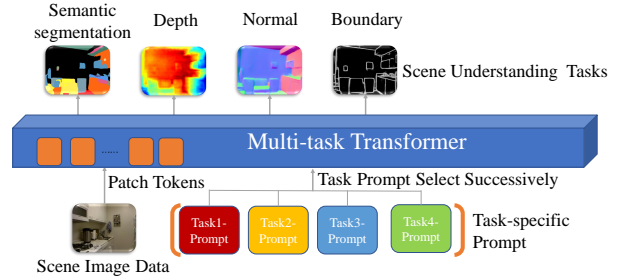 Semantic
segmentation
Depth
Normal
Boundary
Scene Understanding Tasks
Multi-task Transformer
......
Patch Tokens
Task Prompt Select Successively
Task1-
Prompt
Task2-
Prompt
Task3-
Prompt
Task4-
Prompt
Task-specific
Prompt
Scene Image Data